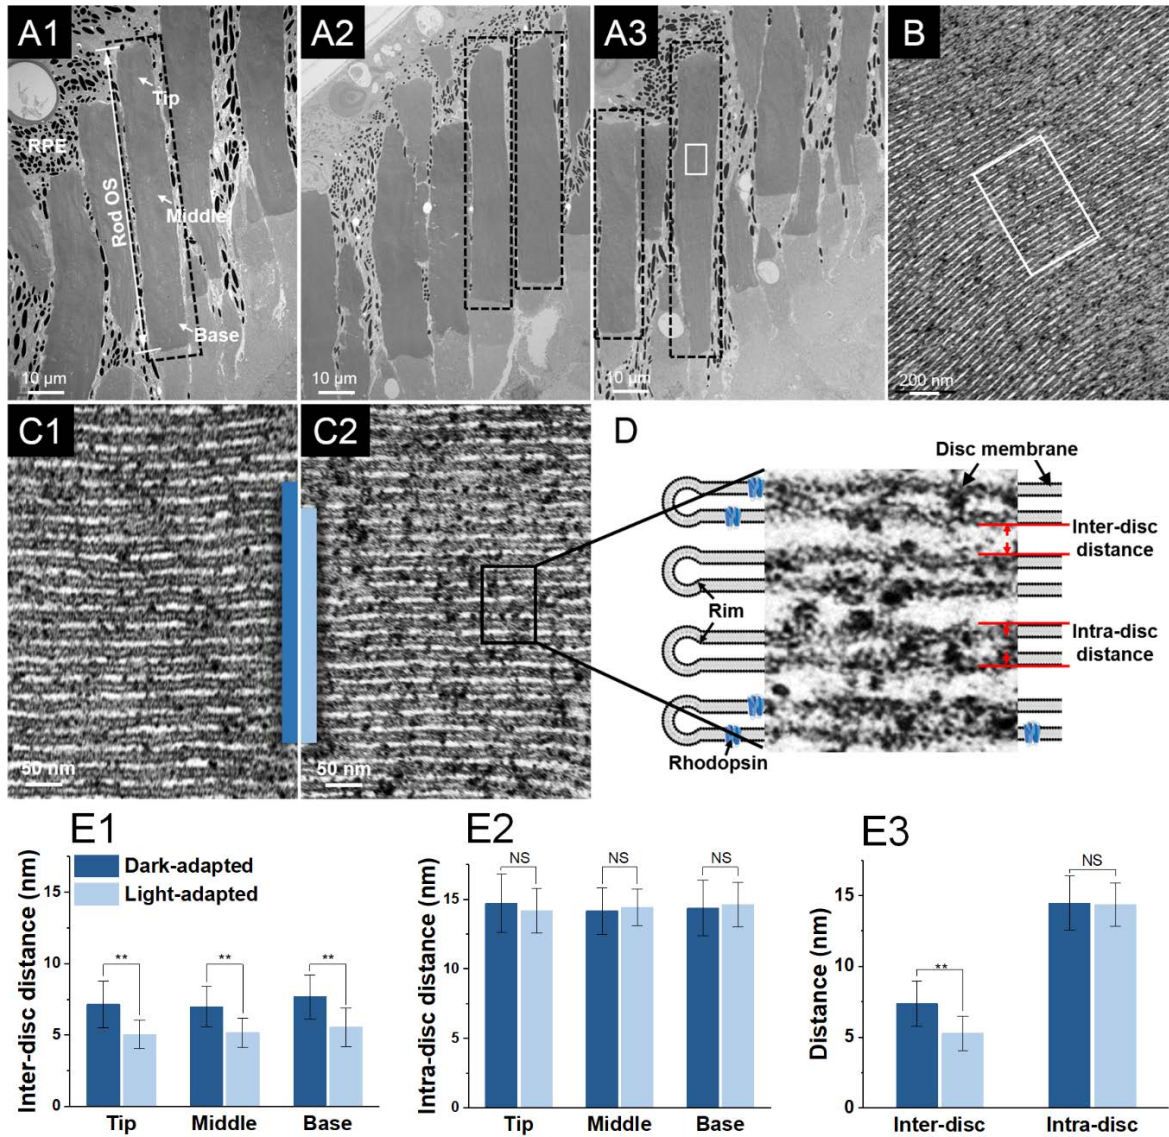 A1
Tip
RPE
Rod OS
Middle
Base
10 μm
A2
10 μm
A3
10 μm
B
200 nm
C1
50 nm
C2
50 nm
D
Disc membrane
Inter-disc
distance
Rim
Intra-disc
distance
Rhodopsin
E1
Inter-disc distance (nm)
15
10
5
0
Dark-adapted
Light-adapted
**
**
**
Tip
Middle
Base
E2
Intra-disc distance (nm)
15
10
5
0
NS
NS
NS
Tip
Middle
Base
E3
Distance (nm)
15
10
5
0
**
NS
Inter-disc
Intra-disc